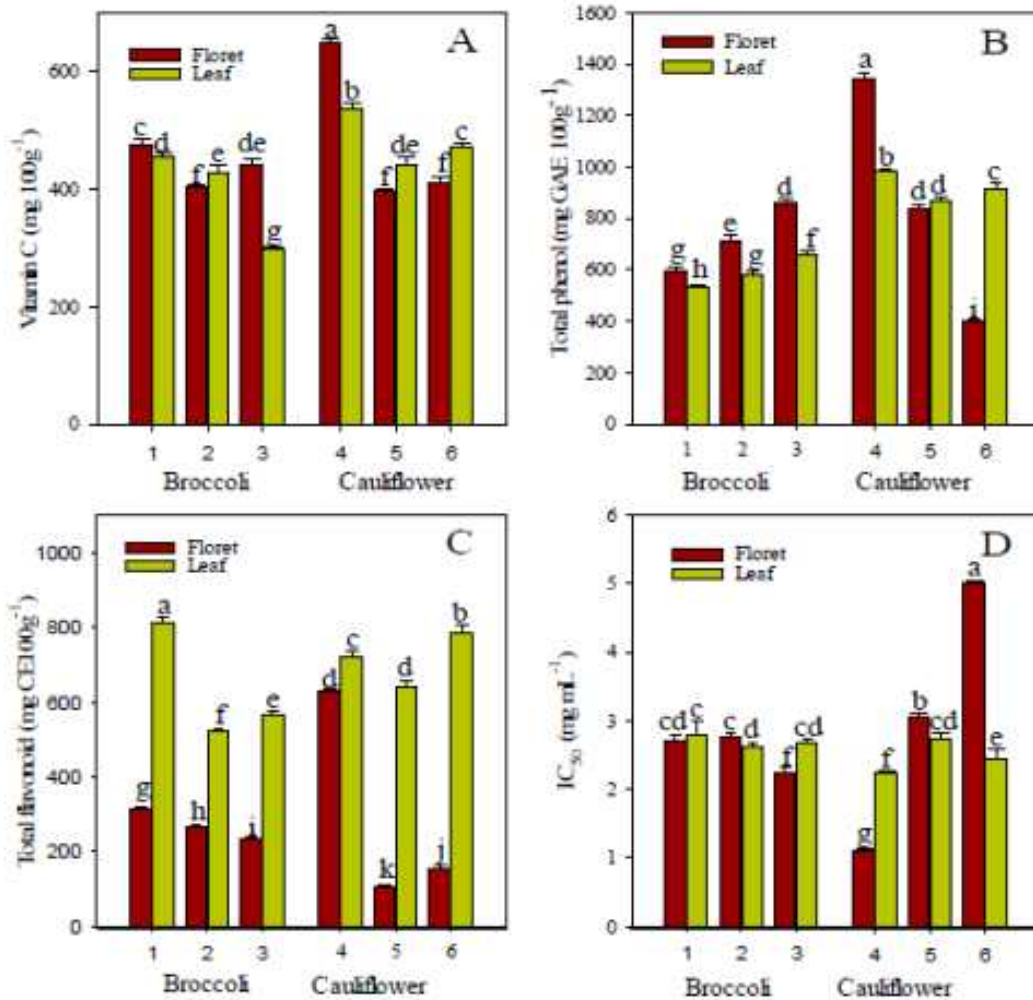 A
Floret
Leaf
Vitamin C (mg 100g⁻¹)
600
400
200
0
c d f e de g a b f de f c
1 2 3 4 5 6
Broccoli Cauliflower
B
Floret
Leaf
Total phenol (mg GAE 100g⁻¹)
1600
1400
1200
1000
800
600
400
200
0
g h e g d f a b d d i c
1 2 3 4 5 6
Broccoli Cauliflower
C
Floret
Leaf
Total flavonoid (mg CE100g⁻¹)
1000
800
600
400
200
0
g a h f i e d c k d j b
1 2 3 4 5 6
Broccoli Cauliflower
D
Floret
Leaf
IC₅₀ (mg mL⁻¹)
6
5
4
3
2
1
0
cd c c d f cd g f b cd a e
1 2 3 4 5 6
Broccoli Cauliflower